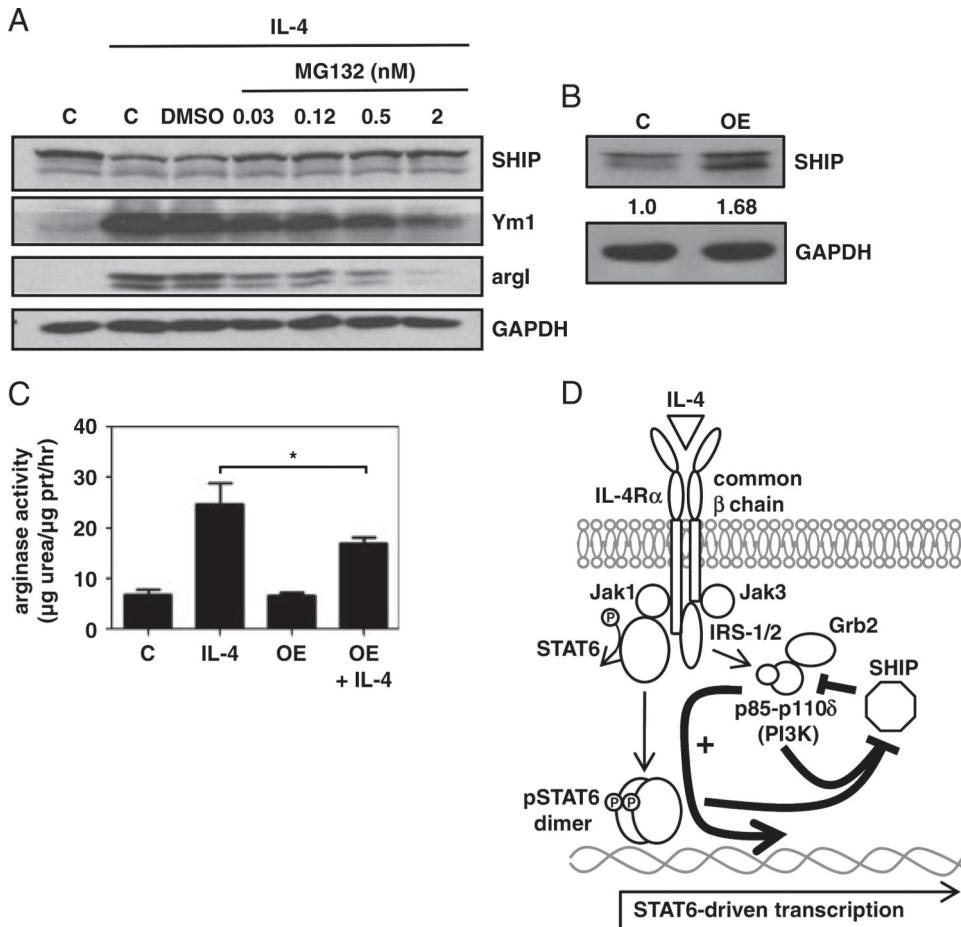 A
IL-4
MG132 (nM)
C C DMSO 0.03 0.12 0.5 2
SHIP
Ym1
argI
GAPDH
B
C OE
SHIP
1.0 1.68
GAPDH
C
arginase activity
(µg urea/µg prt/hr)
40
30
20
10
0
*
C IL-4 OE OE
+ IL-4
D
IL-4
IL-4Rα
common
β chain
Jak1
Jak3
P
STAT6
IRS-1/2
Grb2
SHIP
p85-p110δ
(PI3K)
+
pSTAT6
dimer
P P
STAT6-driven transcription